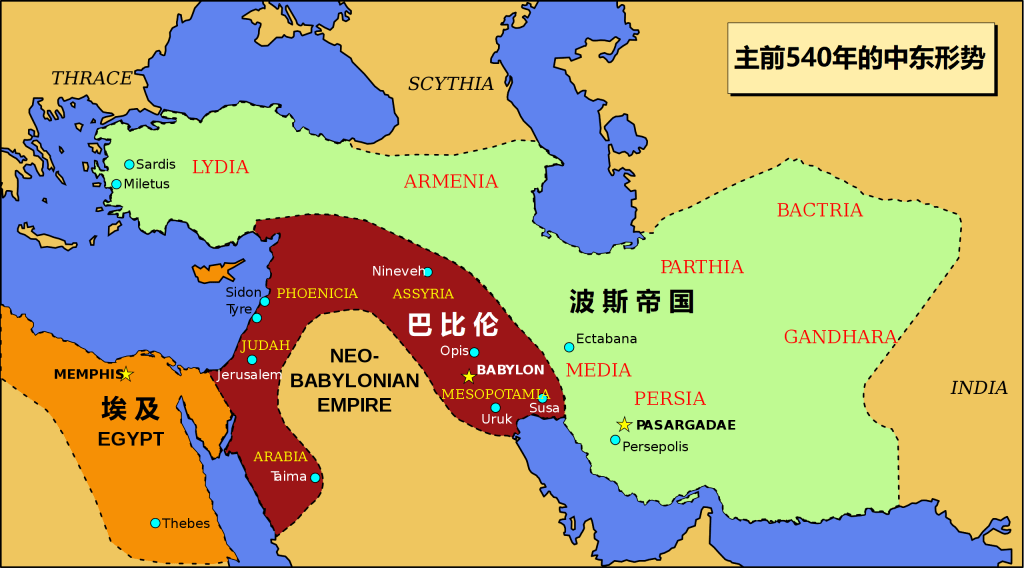 主前540年的中东形势
THRACE
SCYTHIA
Sardis
LYDIA
Miletus
ARMENIA
BACTRIA
PARTHIA
Nineveh
Sidon
PHOENICIA
ASSYRIA
波斯帝国
Tyre
巴比伦
GANDHARA
Ectabana
JUDAH
Opis
NEO-
BABYLONIAN
EMPIRE
MEMPHIS
Jerusalem
BABYLON
MEDIA
INDIA
MESOPOTAMIA
PERSIA
埃及
EGYPT
Susa
Uruk
PASARGADAE
Persepolis
ARABIA
Taima
Thebes